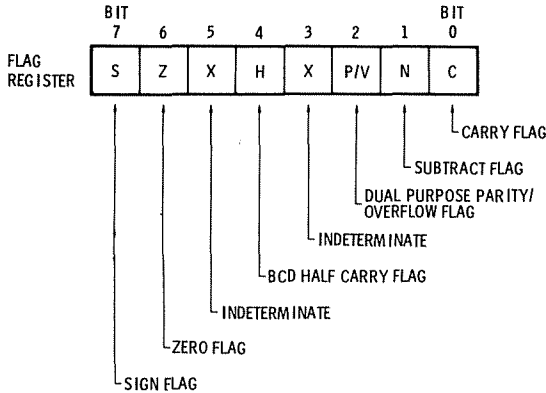 BIT BIT
7 6 5 4 3 2 1 0
FLAG
REGISTER
S Z X H X P/V N C
CARRY FLAG
SUBTRACT FLAG
DUAL PURPOSE PARITY/
OVERFLOW FLAG
INDETERMINATE
BCD HALF CARRY FLAG
INDETERMINATE
ZERO FLAG
SIGN FLAG